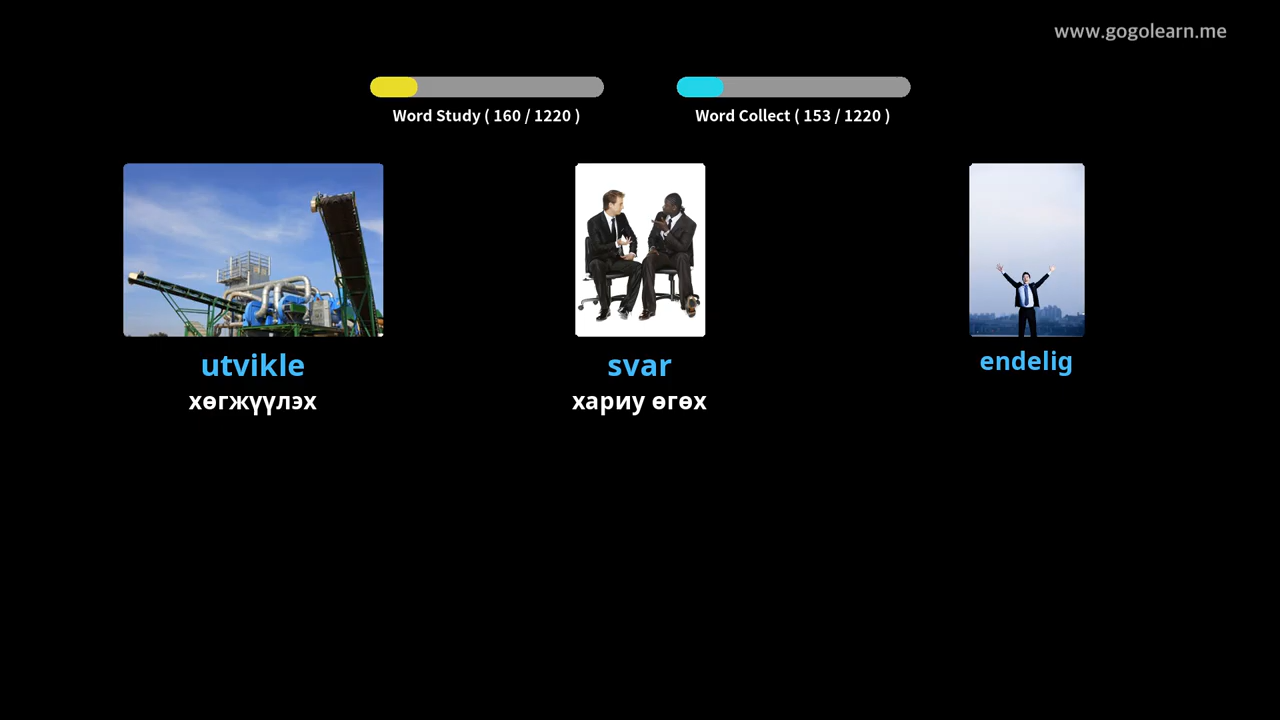 www.gogolearn.me
Word Study ( 160 / 1220 )
Word Collect ( 153 / 1220 )
utvikle
хөгжүүлэх
svar
хариу өгөх
endelig